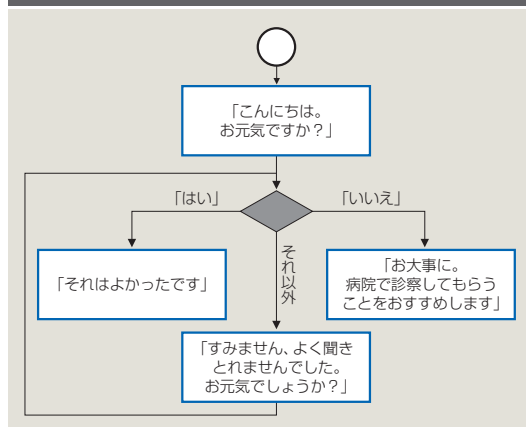 「こんにちは。
お元気ですか？」
「はい」
「いいえ」
それ以外
「それはよかったです」
「お大事に。
病院で診察してもらう
ことをおすすめします」
「すみません、よく聞き
とれませんでした。
お元気でしょうか？」